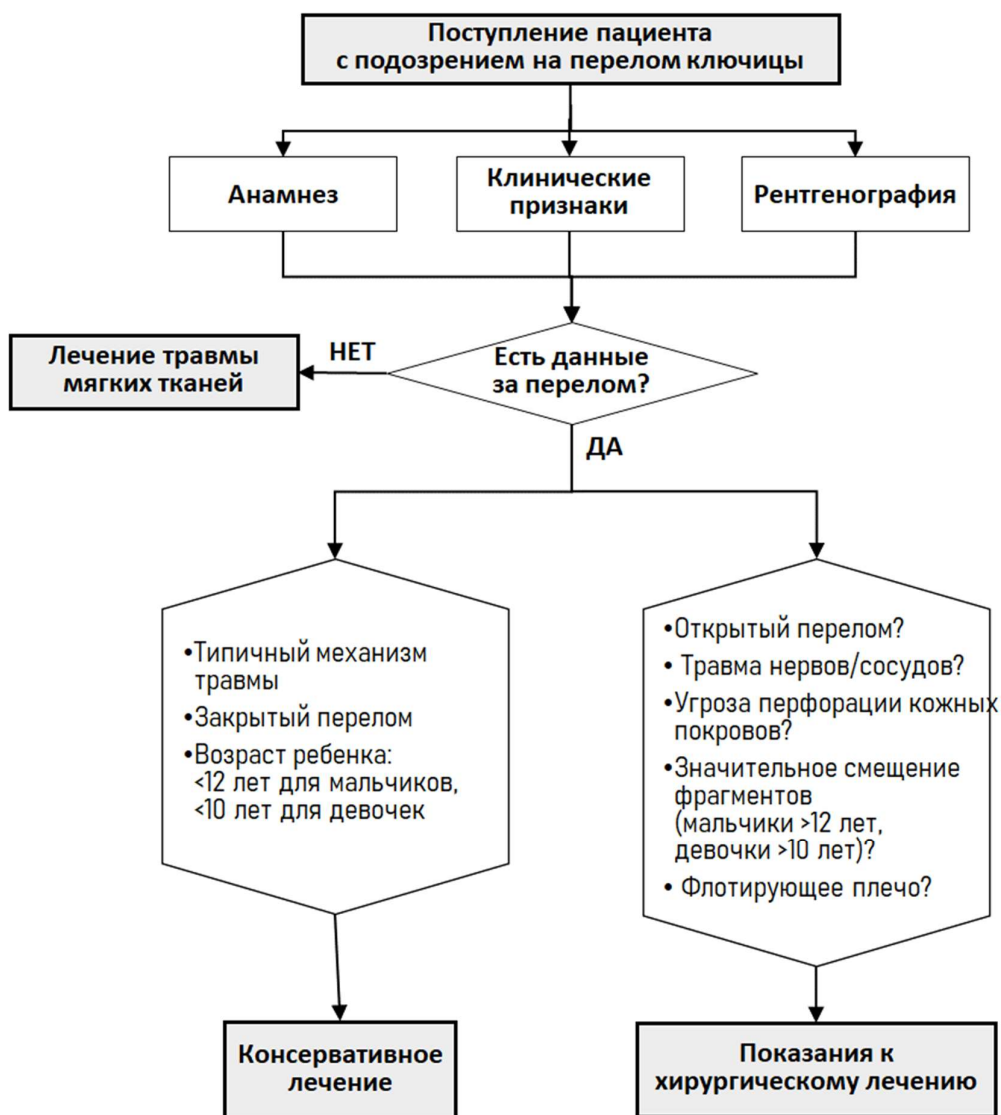 Поступление пациента
с подозрением на перелом ключицы
Анамнез
Клинические
признаки
Рентгенография
Есть данные
за перелом?
НЕТ
Лечение травмы
мягких тканей
ДА
•Типичный механизм
травмы
•Закрытый перелом
•Возраст ребенка:
<12 лет для мальчиков,
<10 лет для девочек
•Открытый перелом?
• Травма нервов/сосудов?
•Угроза перфорации кожных
покровов?
•Значительное смещение
фрагментов
(мальчики >12 лет,
девочки >10 лет)?
• Флотирующее плечо?
Консервативное
лечение
Показания к
хирургическому лечению